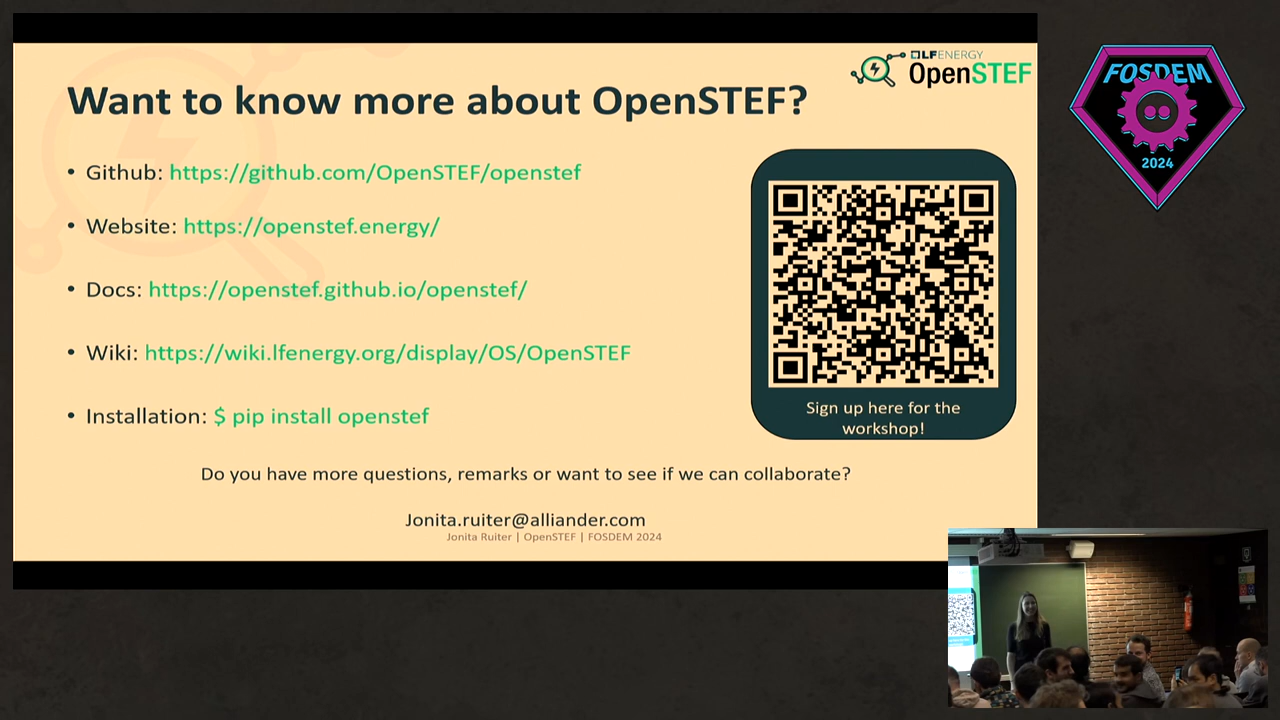 LFENERGY
OpenSTEF
Want to know more about OpenSTEF?
• Github: https://github.com/OpenSTEF/openstef
• Website: https://openstef.energy/
• Docs: https://openstef.github.io/openstef/
• Wiki: https://wiki.lfenergy.org/display/OS/OpenSTEF
• Installation: $ pip install openstef
Sign up here for the
workshop!
Do you have more questions, remarks or want to see if we can collaborate?
Jonita.ruiter@alliander.com
Jonita Ruiter | OpenSTEF | FOSDEM 2024
FOSDEM
2024